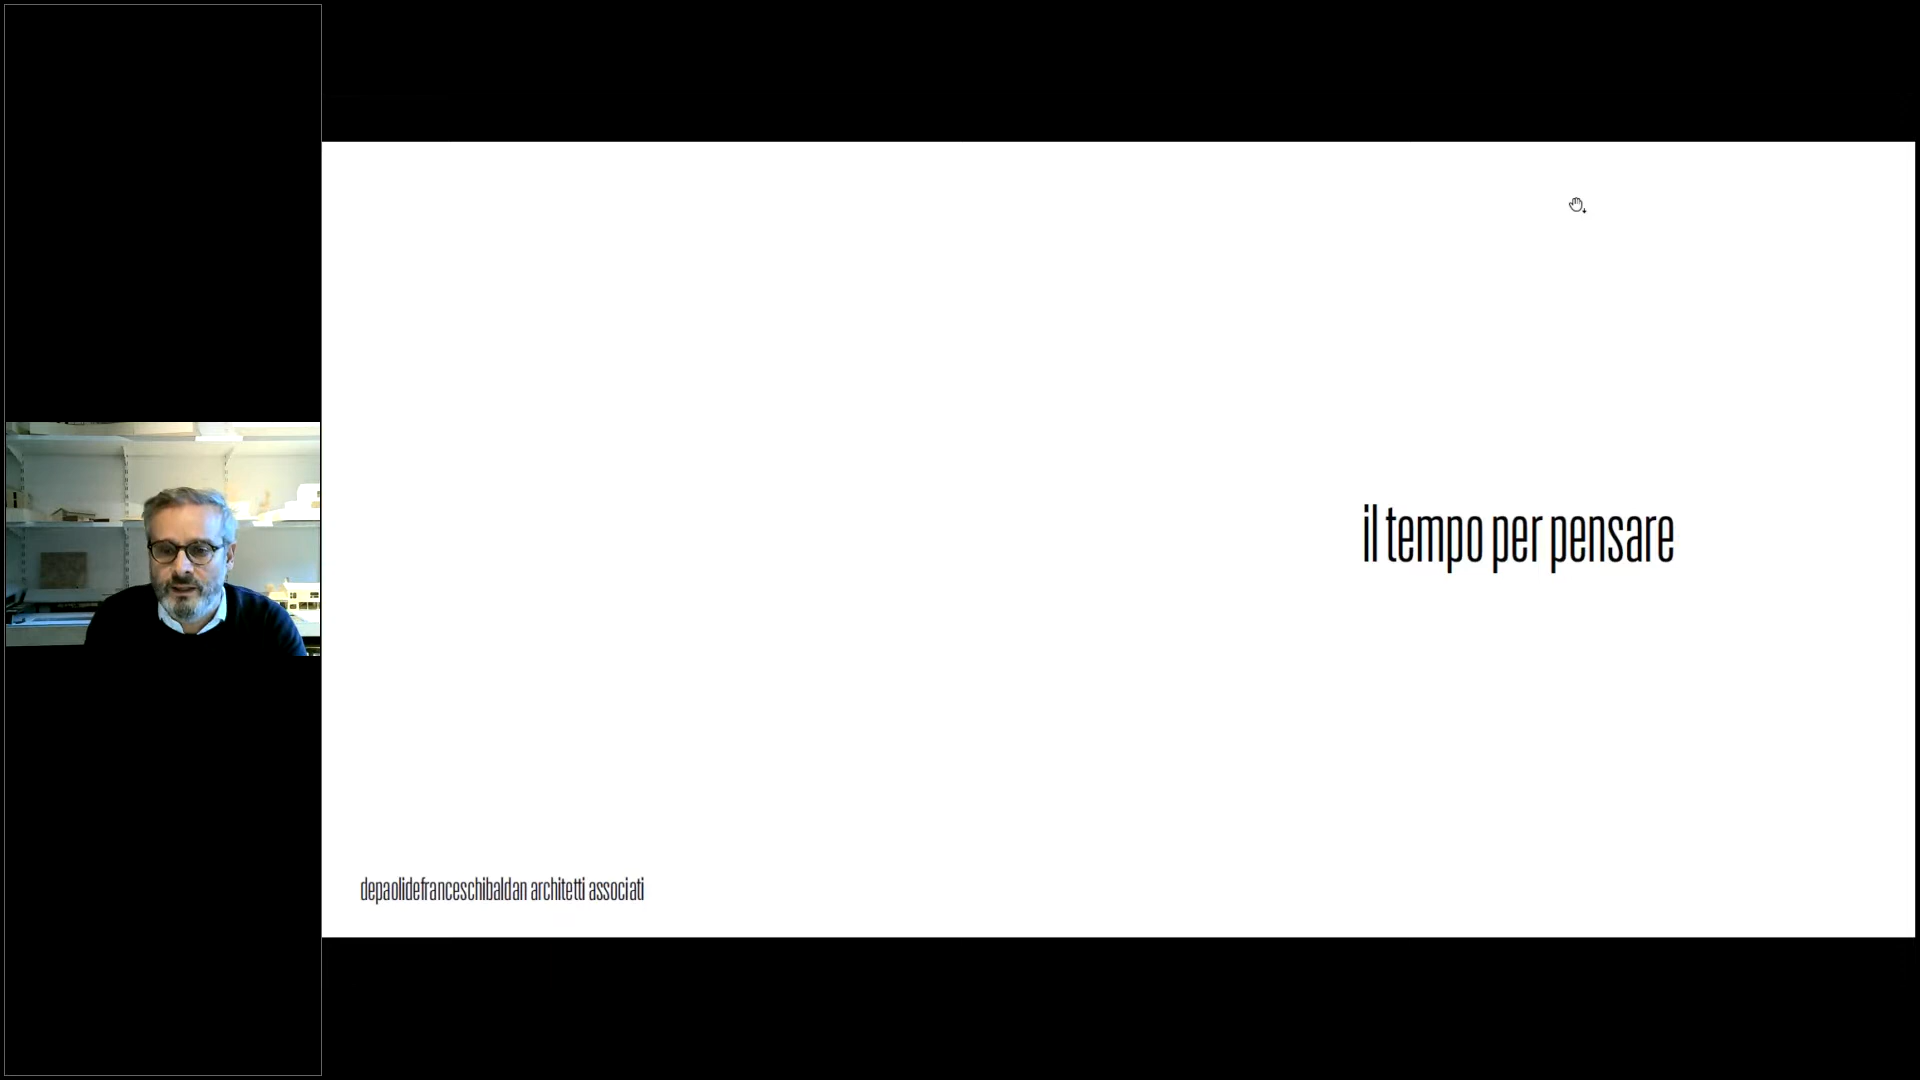 il tempo per pensare
depaolidefranceschibaldan architetti associati